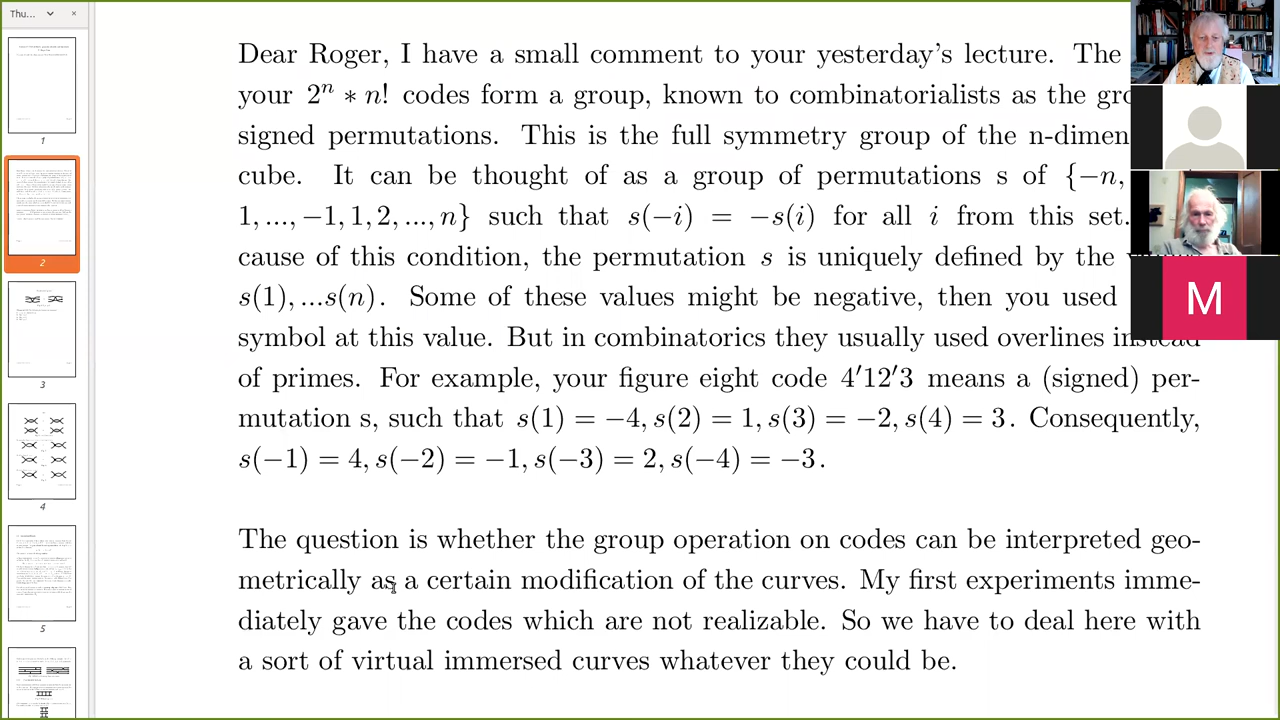 Thu...
Dear Roger, I have a small comment to your yesterday's lecture. The
your 2ⁿ ∗ n! codes form a group, known to combinatorialists as the
signed permutations. This is the full symmetry group of the n-dimen
cube. It can be thought of as a group of permutations s of {−n,
1, ..., −1, 1, 2, ..., n} such that s(−i) = −s(i) for all i from this set.
cause of this condition, the permutation s is uniquely defined by the
s(1), ...s(n). Some of these values might be negative, then you used
symbol at this value. But in combinatorics they usually used overlines instead
of primes. For example, your figure eight code 4′12′3 means a (signed) per-
mutation s, such that s(1) = −4, s(2) = 1, s(3) = −2, s(4) = 3. Consequently,
s(−1) = 4, s(−2) = −1, s(−3) = 2, s(−4) = −3.
The question is whether the group operation on codes can be interpreted geo-
metrically as a certain modification of the curves. My first experiments imme-
diately gave the codes which are not realizable. So we have to deal here with
a sort of virtual immersed curves whatever they could be.
1
2
3
4
5
M